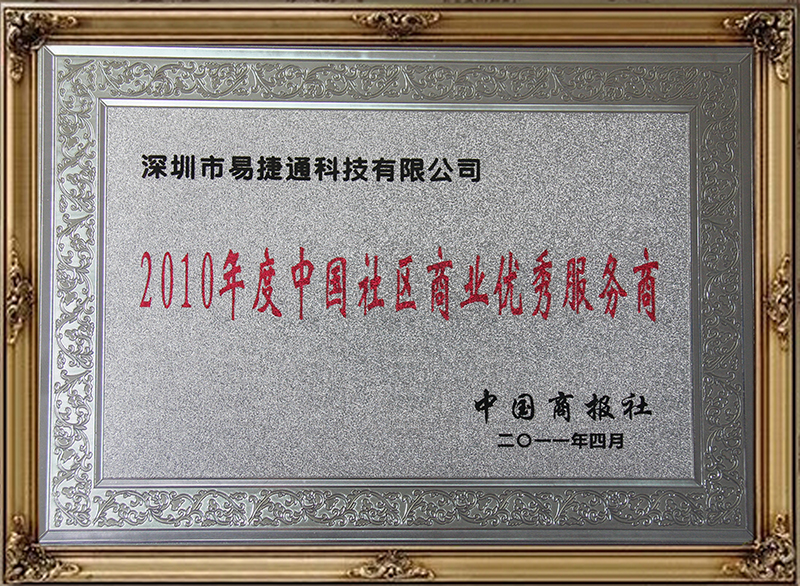 深圳市易捷通科技有限公司
2010年度中国社区商业优秀服务商
中国商报社
二〇一一年四月